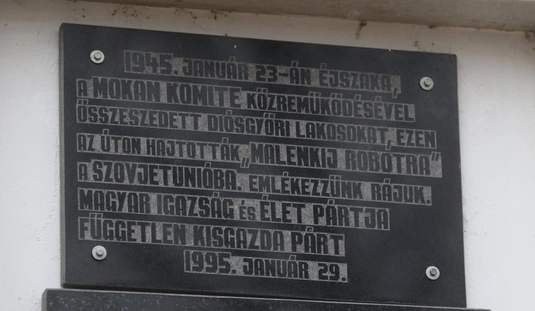 1945. JANUÁR 23-ÁN ÉJSZAKA,
A MOKAN KOMITE KÖZREMŰKÖDÉSÉVEL
ÖSSZESZEDETT DIÓSGYŐRI LAKOSOKAT, EZEN
AZ ÚTON HAJTOTTÁK „MALENKIJ ROBOTRA"
A SZOVJETUNIÓBA. EMLÉKEZZÜNK RÁJUK.
MAGYAR IGAZSÁG ÉS ÉLET PÁRTJA
FÜGGETLEN KISGAZDA PÁRT
1995. JANUÁR 29.